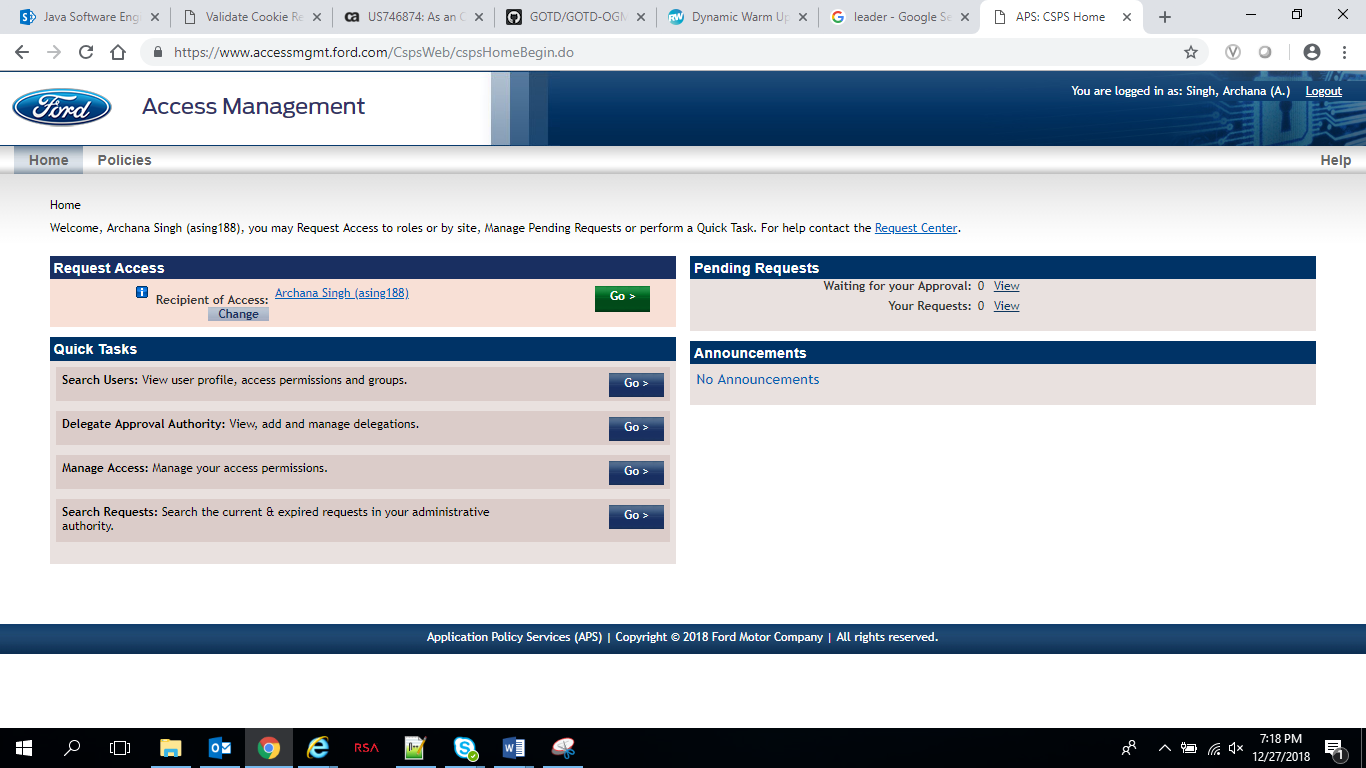 Java Software Eng
Validate Cookie Re
US746874: As an O
GOTD/GOTD-OGM
Dynamic Warm Up
leader - Google Se
APS: CSPS Home
https://www.accessmgmt.ford.com/CspsWeb/cspsHomeBegin.do
Ford
Access Management
You are logged in as: Singh, Archana (A.) Logout
Home
Policies
Help
Home
Welcome, Archana Singh (asing188), you may Request Access to roles or by site, Manage Pending Requests or perform a Quick Task. For help contact the Request Center.
Request Access
Recipient of Access: Archana Singh (asing188)
Change
Go >
Pending Requests
Waiting for your Approval: 0 View
Your Requests: 0 View
Quick Tasks
Search Users: View user profile, access permissions and groups.
Go >
Delegate Approval Authority: View, add and manage delegations.
Go >
Manage Access: Manage your access permissions.
Go >
Search Requests: Search the current & expired requests in your administrative
authority.
Go >
Announcements
No Announcements
Application Policy Services (APS) | Copyright © 2018 Ford Motor Company | All rights reserved.
RSA
7:18 PM
12/27/2018
1